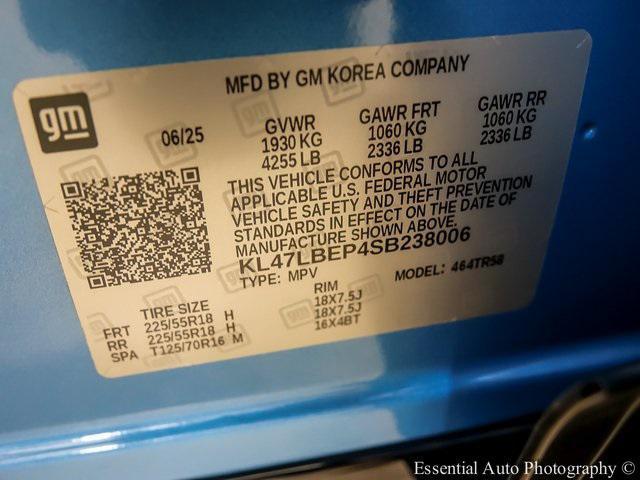 MFD BY GM KOREA COMPANY
gm
06/25
GVWR
1930 KG
4255 LB
GAWR FRT
1060 KG
2336 LB
GAWR RR
1060 KG
2336 LB
THIS VEHICLE CONFORMS TO ALL
APPLICABLE U.S. FEDERAL MOTOR
VEHICLE SAFETY AND THEFT PREVENTION
STANDARDS IN EFFECT ON THE DATE OF
MANUFACTURE SHOWN ABOVE.
KL47LBEP4SB238006
TYPE: MPV MODEL: 464TR58
TIRE SIZE RIM
FRT 225/55R18 H 18X7.5J
RR 225/55R18 H 18X7.5J
SPA T125/70R16 M 16X4BT
Essential Auto Photography ©